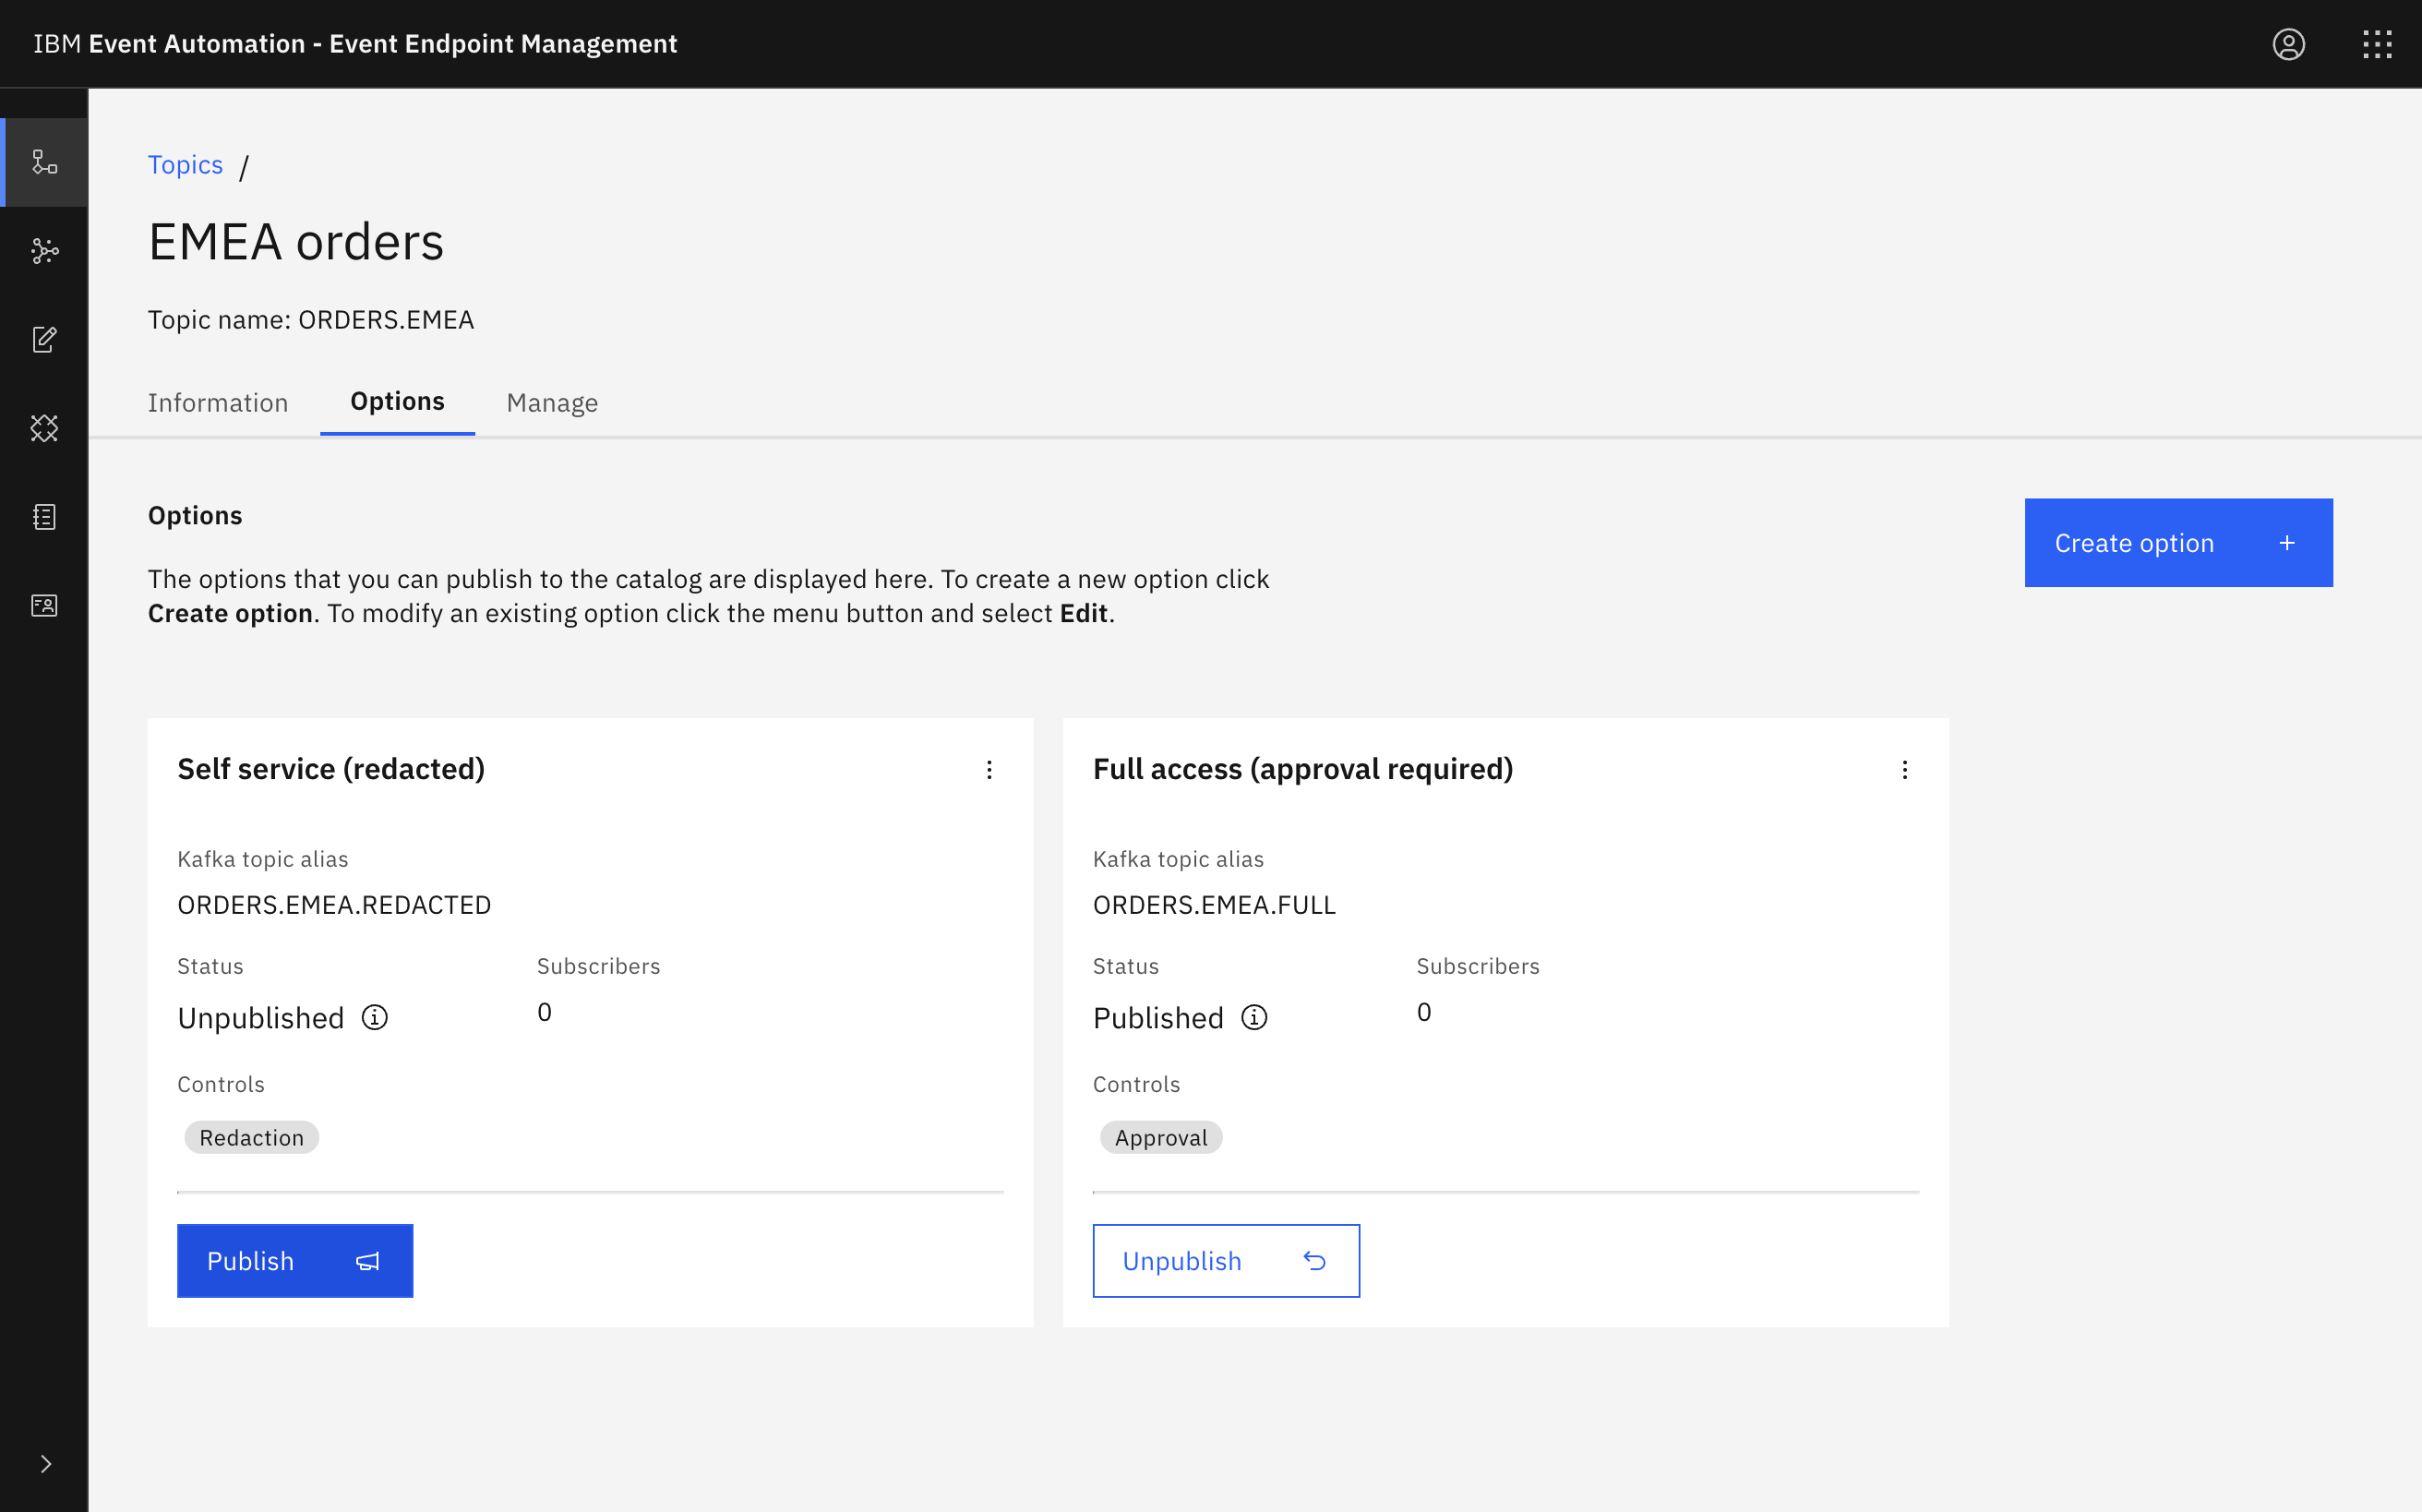 IBM Event Automation - Event Endpoint Management
Topics /
EMEA orders
Topic name: ORDERS.EMEA
Information Options Manage
Options
Create option +
The options that you can publish to the catalog are displayed here. To create a new option click
Create option. To modify an existing option click the menu button and select Edit.
Self service (redacted)
Kafka topic alias
ORDERS.EMEA.REDACTED
Status Subscribers
Unpublished 0
Controls
Redaction
Publish
Full access (approval required)
Kafka topic alias
ORDERS.EMEA.FULL
Status Subscribers
Published 0
Controls
Approval
Unpublish